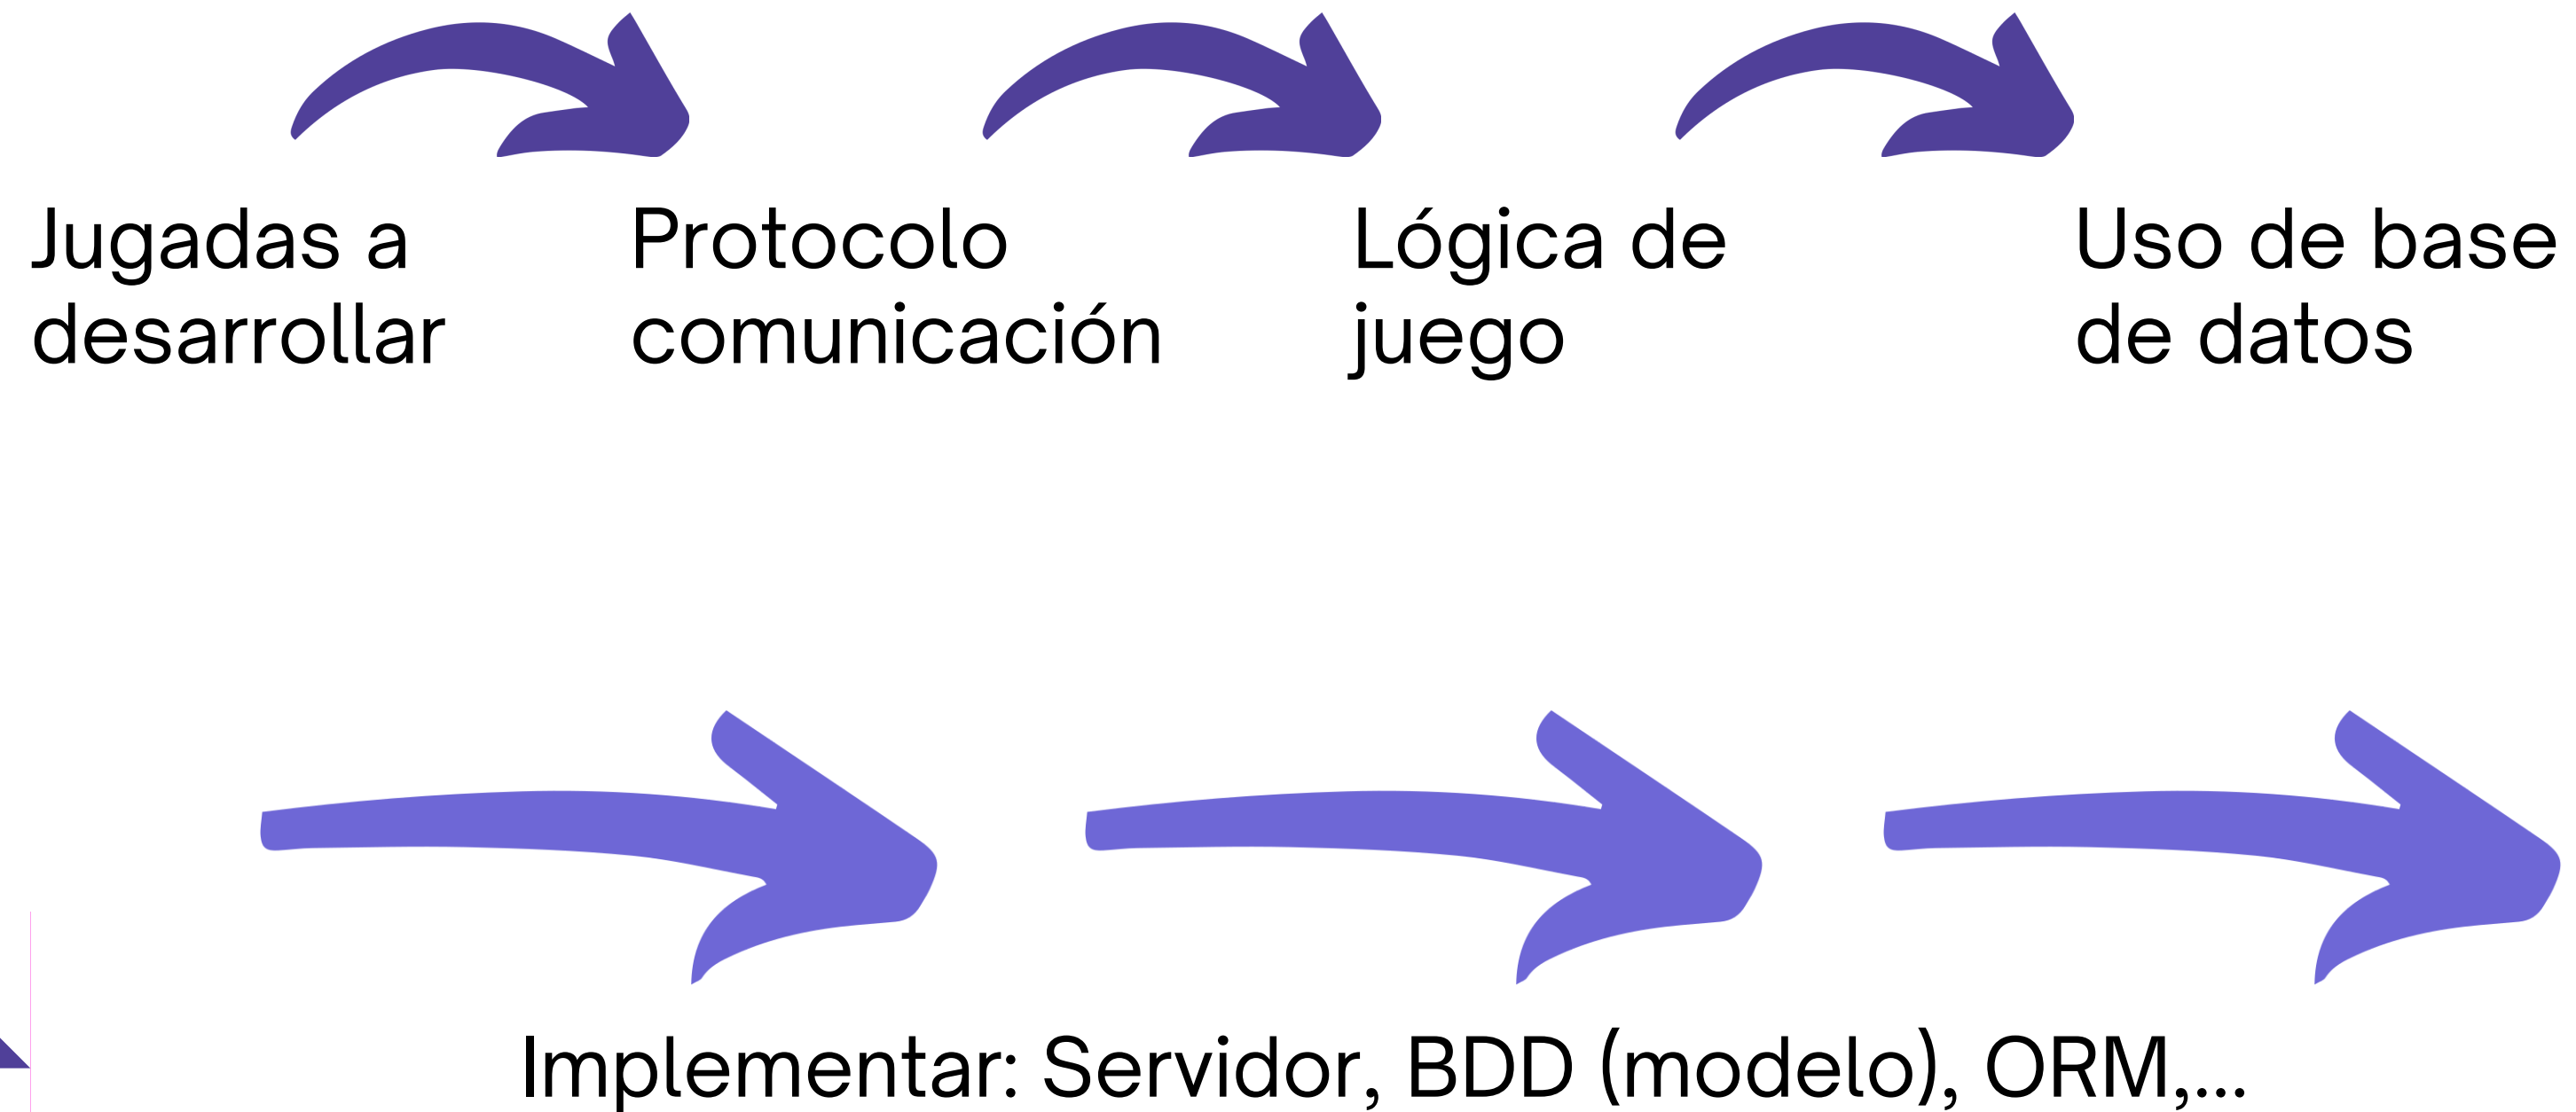 Jugadas a
desarrollar
Protocolo
comunicación
Lógica de
juego
Uso de base
de datos
Implementar: Servidor, BDD (modelo), ORM,...